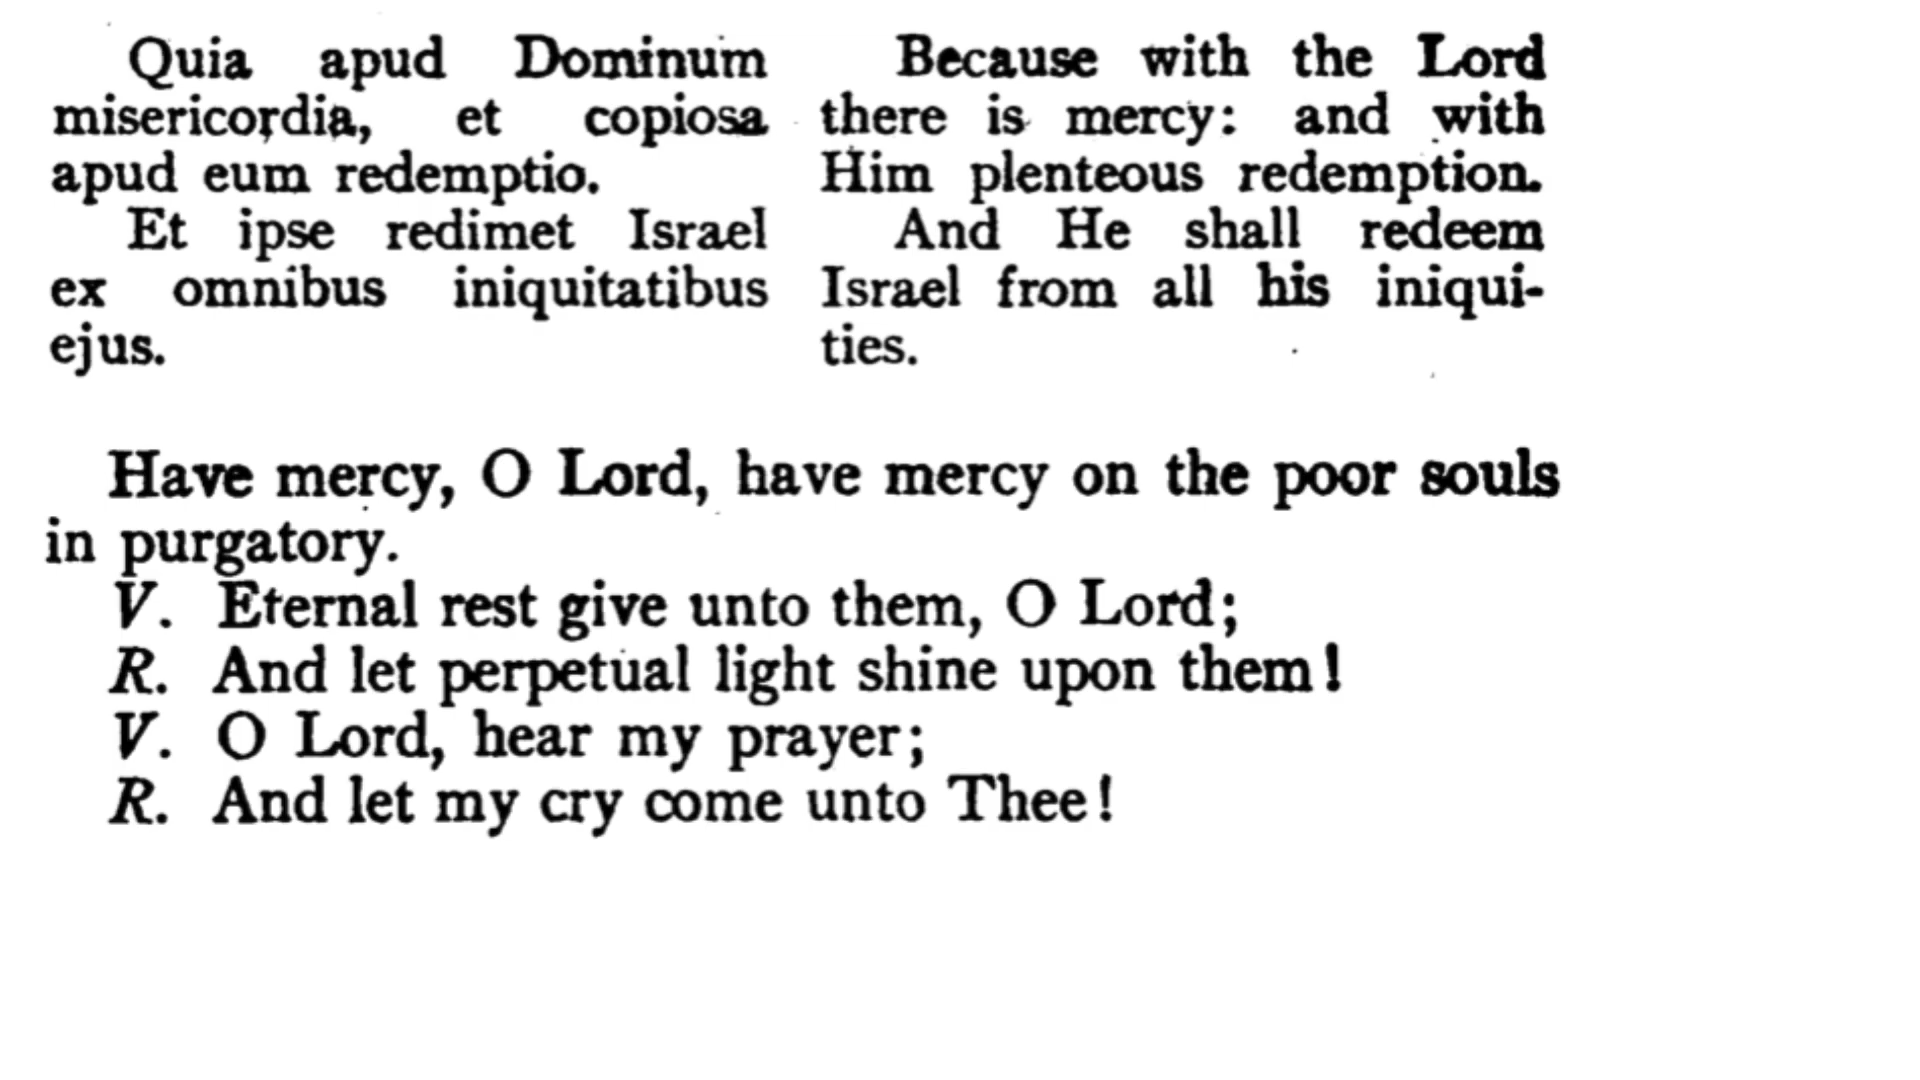 Quia apud Dominum
misericordia, et copiosa
apud eum redemptio.
Et ipse redimet Israel
ex omnibus iniquitatibus
ejus.
Because with the Lord
there is mercy: and with
Him plenteous redemption.
And He shall redeem
Israel from all his iniqui-
ties.
Have mercy, O Lord, have mercy on the poor souls
in purgatory.
V. Eternal rest give unto them, O Lord;
R. And let perpetual light shine upon them!
V. O Lord, hear my prayer;
R. And let my cry come unto Thee!